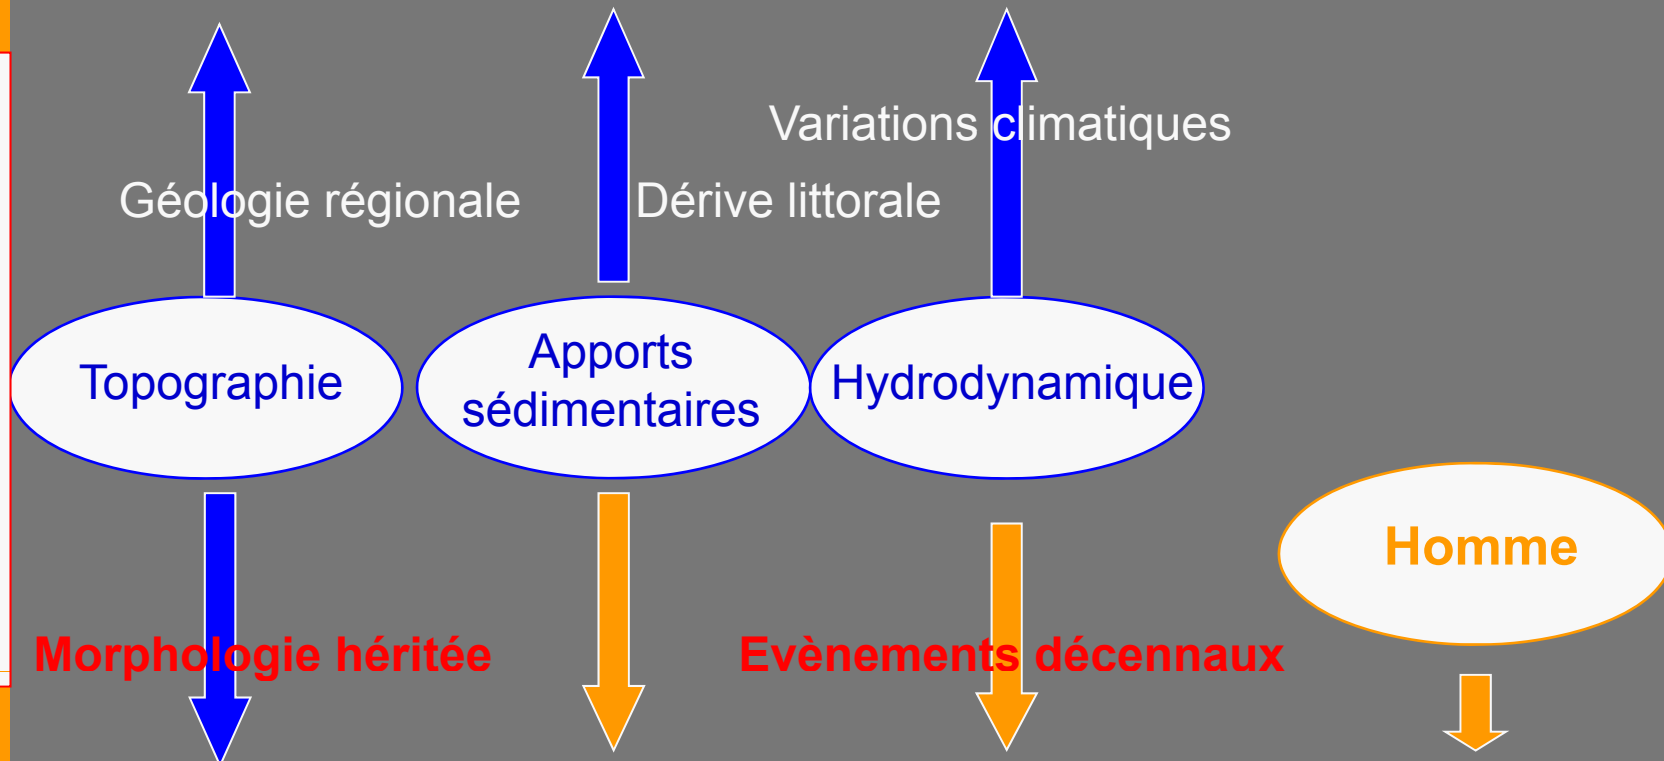 Variations climatiques
Géologie régionale
Dérive littorale
Topographie
Apports
sédimentaires
Hydrodynamique
Homme
Morphologie héritée
Evènements décennaux